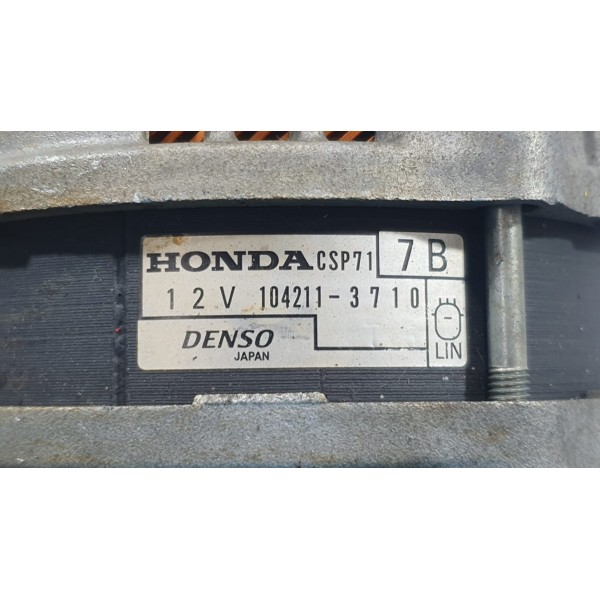 HONDA CSP71 7B
12V 104211-3710
DENSO
JAPAN
LIN